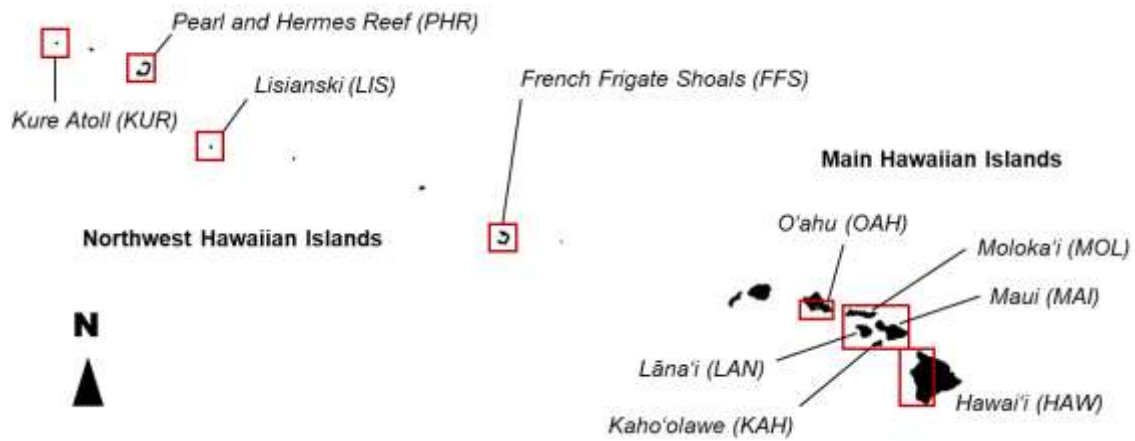 Pearl and Hermes Reef (PHR)
Lisianski (LIS)
French Frigate Shoals (FFS)
Kure Atoll (KUR)
Main Hawaiian Islands
Northwest Hawaiian Islands
O‘ahu (OAH)
Moloka‘i (MOL)
Maui (MAI)
N
Lāna‘i (LAN)
Hawai‘i (HAW)
Kaho‘olawe (KAH)